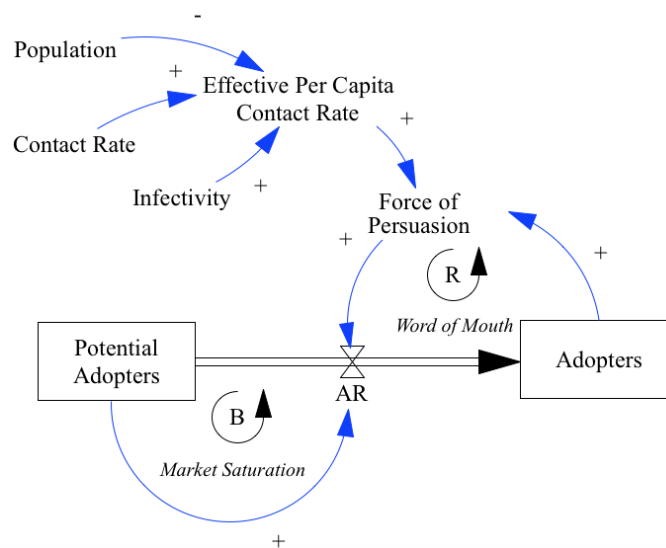 -
Population
+
Effective Per Capita
Contact Rate
+
Contact Rate
Infectivity
+
Force of
Persuasion
+
+
R
Word of Mouth
Potential
Adopters
Adopters
AR
B
Market Saturation
+